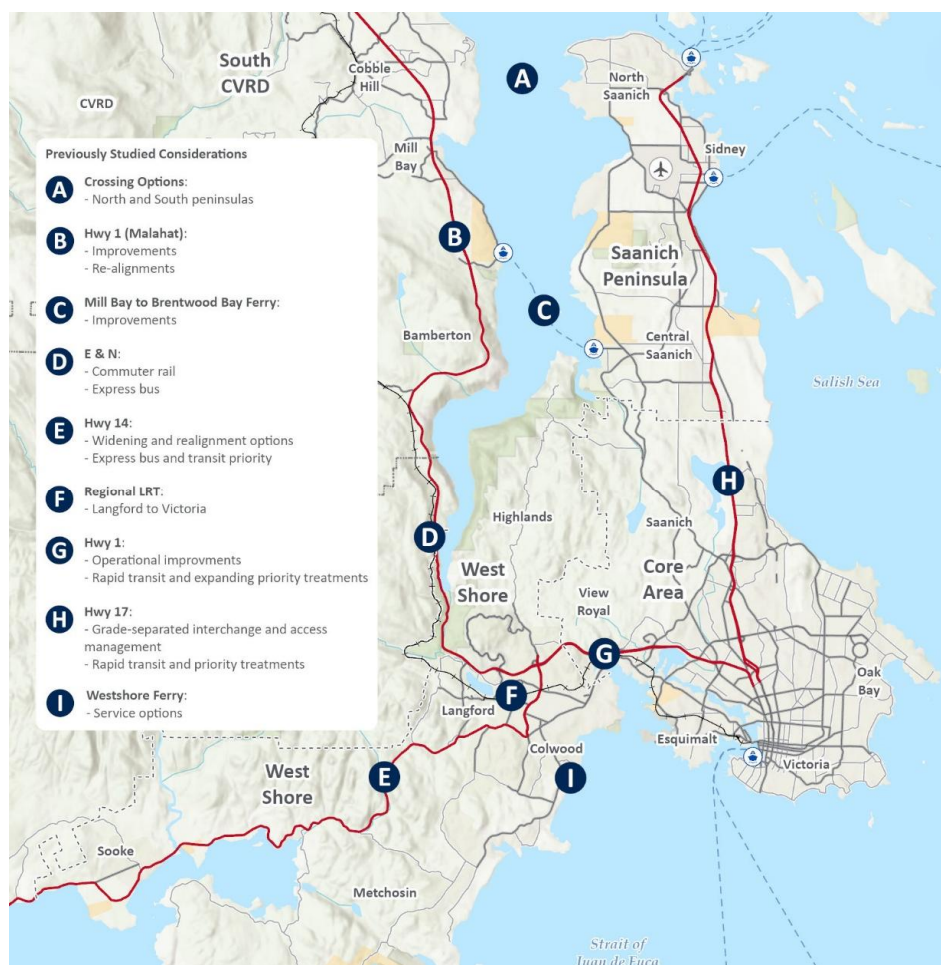 Previously Studied Considerations
A
Crossing Options:
- North and South peninsulas
B
Hwy 1 (Malahat):
- Improvements
- Re-alignments
C
Mill Bay to Brentwood Bay Ferry:
- Improvements
D
E & N:
- Commuter rail
- Express bus
E
Hwy 14:
- Widening and realignment options
- Express bus and transit priority
F
Regional LRT:
- Langford to Victoria
G
Hwy 1:
- Operational improvments
- Rapid transit and expanding priority treatments
H
Hwy 17:
- Grade-separated interchange and access
management
- Rapid transit and priority treatments
I
Westshore Ferry:
- Service options
South
CVRD
CVRD
Cobble
Hill
A
North
Saanich
Mill
Bay
Sidney
B
Saanich
Peninsula
C
Bamberton
Central
Saanich
Salish Sea
H
Highlands
Saanich
D
West
Shore
Core
Area
View
Royal
G
Oak
Bay
F
Langford
Colwood
Esquimalt
Victoria
E
I
West
Shore
Sooke
Metchosin
Strait of
Juan de Fuca